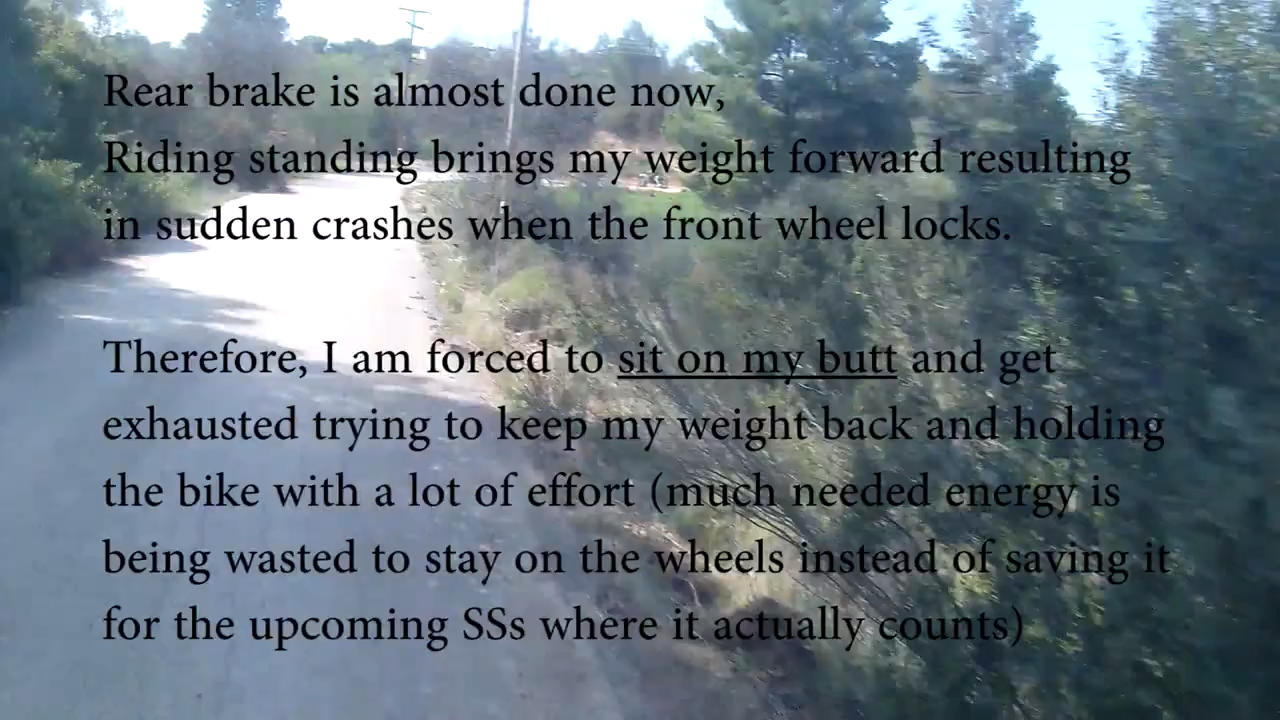 Rear brake is almost done now,
Riding standing brings my weight forward resulting
in sudden crashes when the front wheel locks.
Therefore, I am forced to sit on my butt and get
exhausted trying to keep my weight back and holding
the bike with a lot of effort (much needed energy is
being wasted to stay on the wheels instead of saving it
for the upcoming SSs where it actually counts)